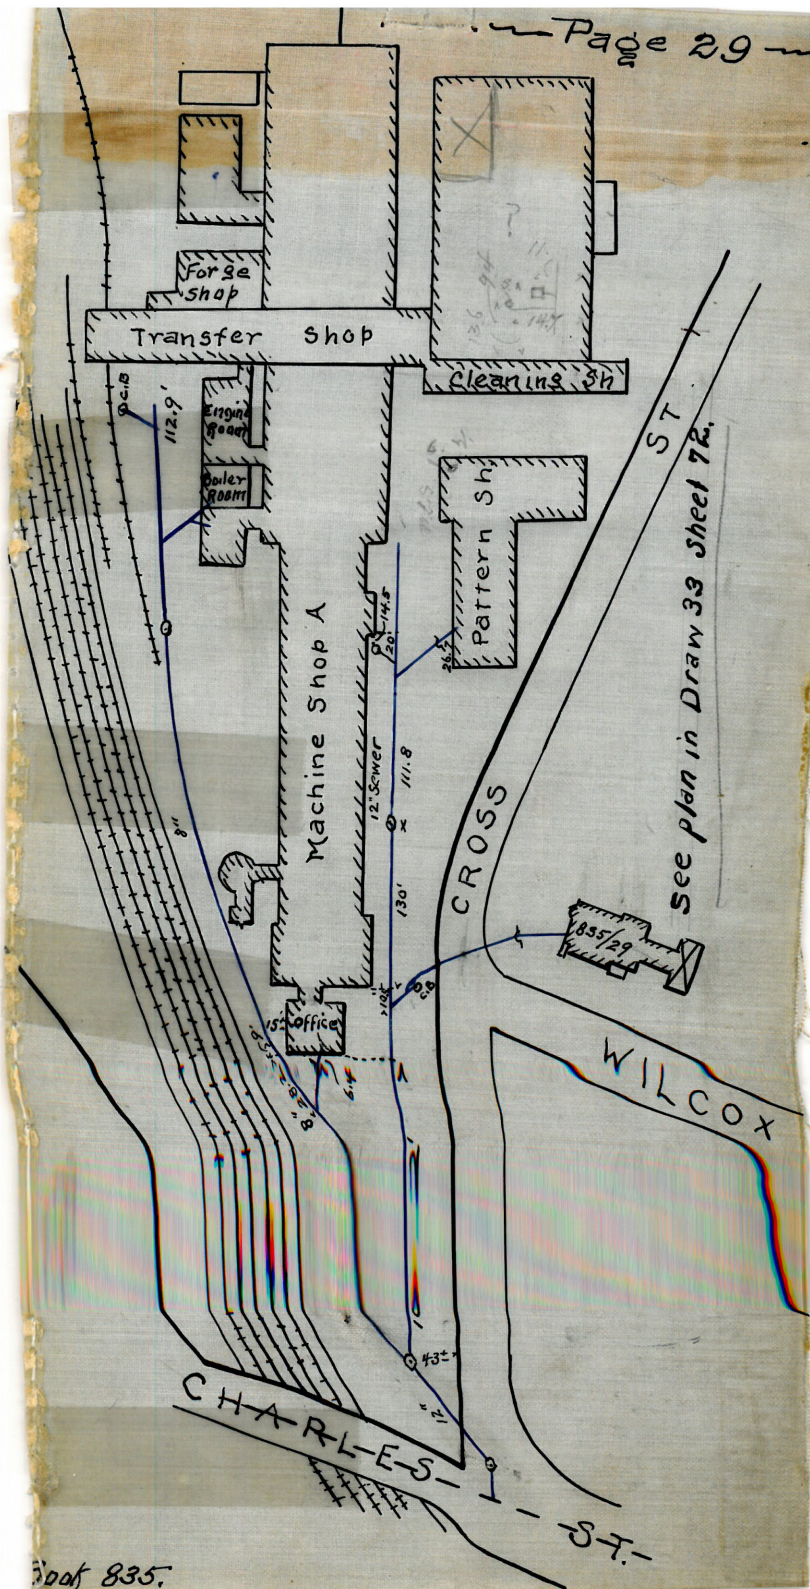 Page 29
Forge
shop
Transfer Shop
Cleaning Sh
C.B
112.9'
Engin
Room
Boiler
Room
ST
Pattern Sh.
See plan in Draw 33 sheet 72.
14.5
20'
26.7
Machine Shop A
12" Sewer
111.8
8"
130'
CROSS
835/29
C.B
15±
office
WILCOX
6.4
8"
43±
12"
CHARLES
ST.
Book 835.